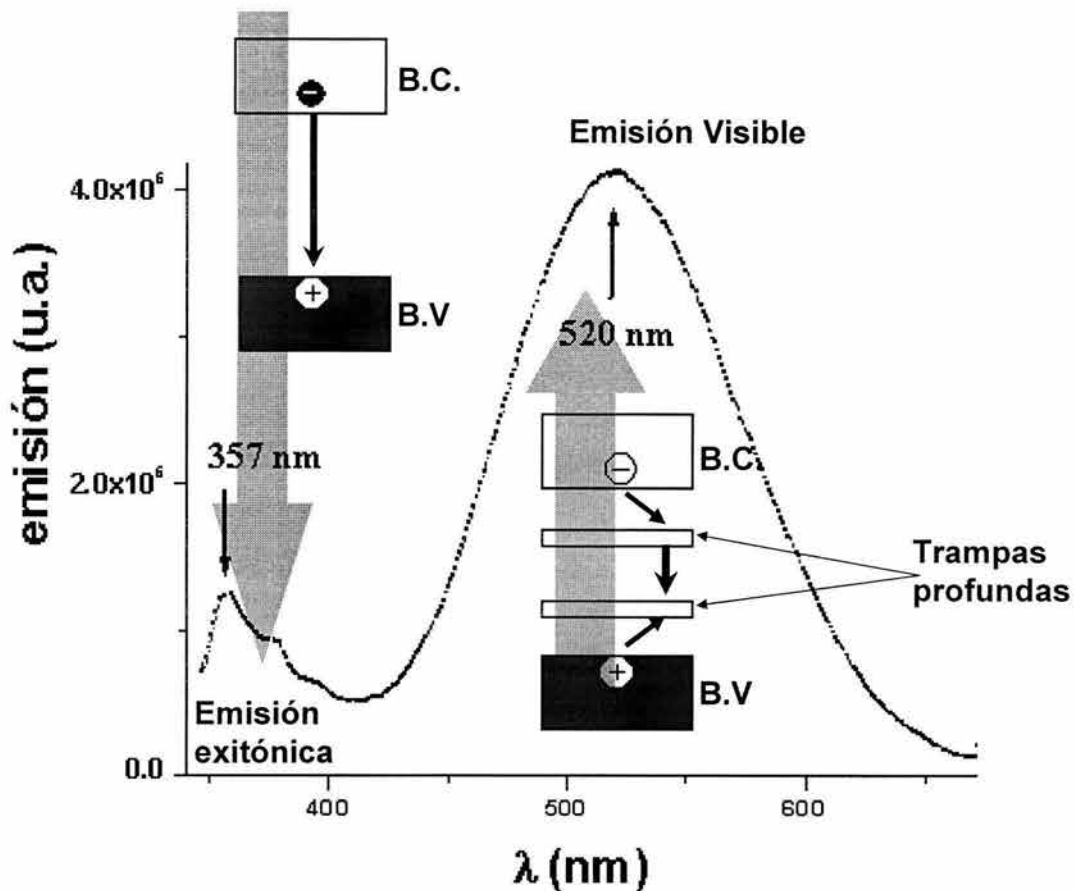 B.C.
Emisión Visible
4.0x10⁶
B.V
520 nm
357 nm
B.C.
2.0x10⁶
Trampas
profundas
B.V
Emisión
exitónica
0.0
400
500
600
λ (nm)
emisión (u.a.)